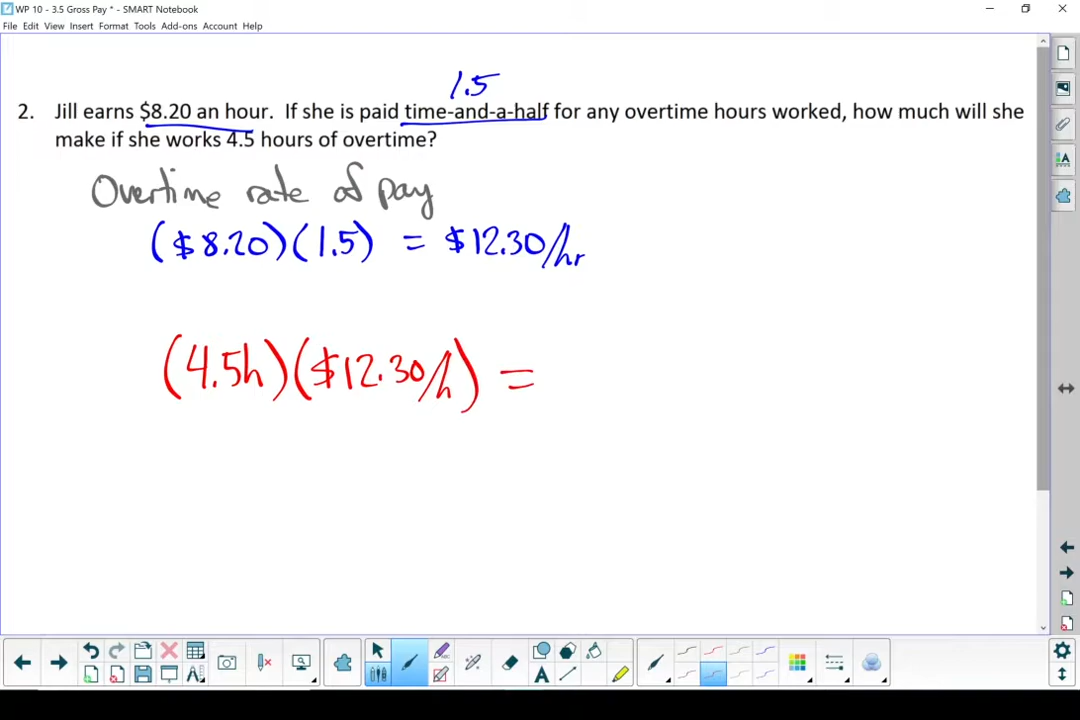 WP 10 - 3.5 Gross Pay * - SMART Notebook
File Edit View Insert Format Tools Add-ons Account Help
1.5
2. Jill earns $8.20 an hour. If she is paid time-and-a-half for any overtime hours worked, how much will she
make if she works 4.5 hours of overtime?
Overtime rate of pay
($8.20)(1.5) = $12.30/hr
(4.5h)($12.30/h) =